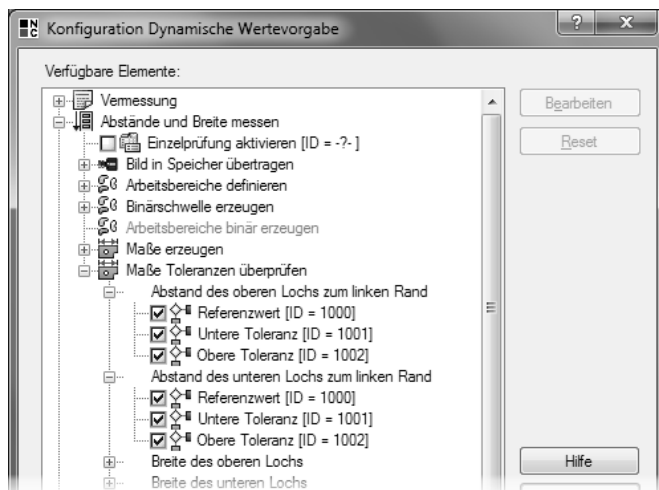 Konfiguration Dynamische Wertevorgabe
Verfügbare Elemente:
Vermessung
Abstände und Breite messen
Einzelprüfung aktivieren [ID = -?- ]
Bild in Speicher übertragen
Arbeitsbereiche definieren
Binärschwelle erzeugen
Arbeitsbereiche binär erzeugen
Maße erzeugen
Maße Toleranzen überprüfen
Abstand des oberen Lochs zum linken Rand
Referenzwert [ID = 1000]
Untere Toleranz [ID = 1001]
Obere Toleranz [ID = 1002]
Abstand des unteren Lochs zum linken Rand
Referenzwert [ID = 1000]
Untere Toleranz [ID = 1001]
Obere Toleranz [ID = 1002]
Breite des oberen Lochs
Breite des unteren Lochs
Bearbeiten
Reset
Hilfe